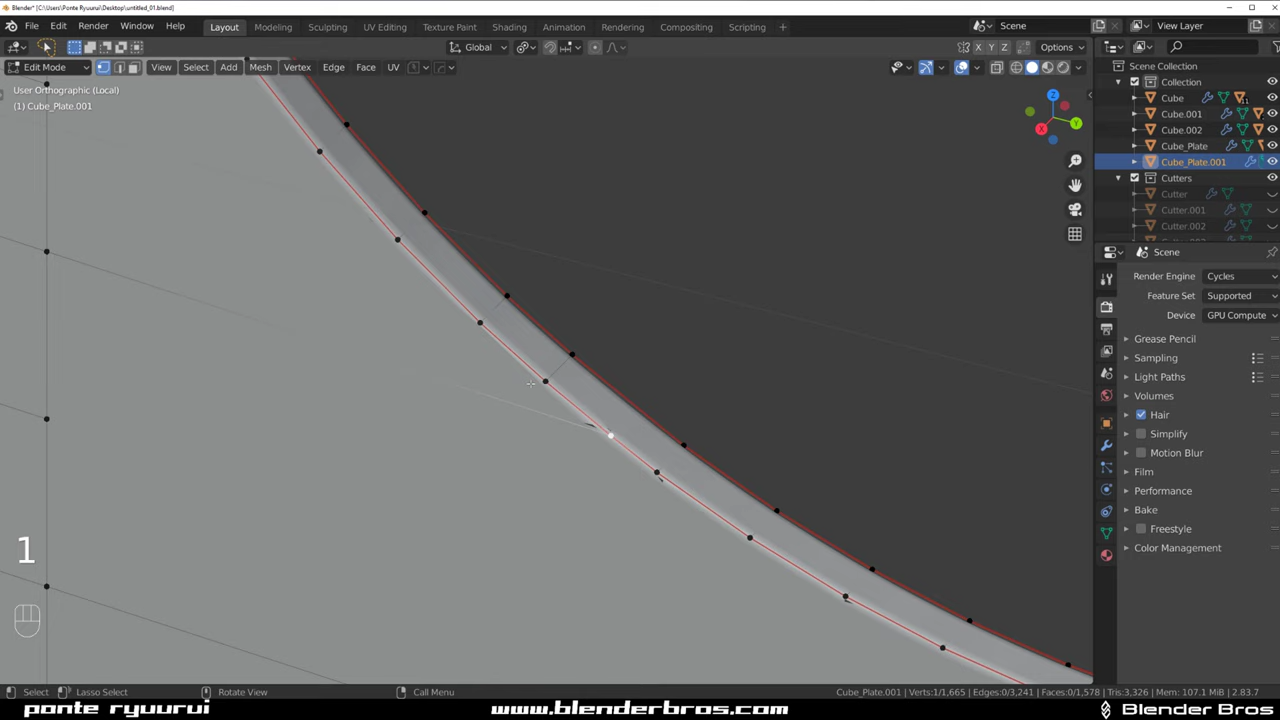 Blender* [C:\Users\Ponte Ryuurui\Desktop\untitled_01.blend]
File Edit Render Window Help Layout Modeling Sculpting UV Editing Texture Paint Shading Animation Rendering Compositing Scripting + Scene View Layer
Global Options
X Y Z
Edit Mode View Select Add Mesh Vertex Edge Face UV
User Orthographic (Local)
(1) Cube_Plate.001
Z
Y
X
Scene Collection
Collection
Cube
Cube.001
Cube.002
Cube_Plate
Cube_Plate.001
Cutters
Cutter
Cutter.001
Cutter.002
Scene
Render Engine Cycles
Feature Set Supported
Device GPU Compute
Grease Pencil
Sampling
Light Paths
Volumes
Hair
Simplify
Motion Blur
Film
Performance
Bake
Freestyle
Color Management
1
Select Lasso Select Rotate View Call Menu Cube_Plate.001 | Verts:1/1,665 | Edges:0/3,241 | Faces:0/1,578 | Tris:3,326 | Mem: 107.1 MiB | 2.83.7
ponte ryuurui www.blenderbros.com Blender Bros